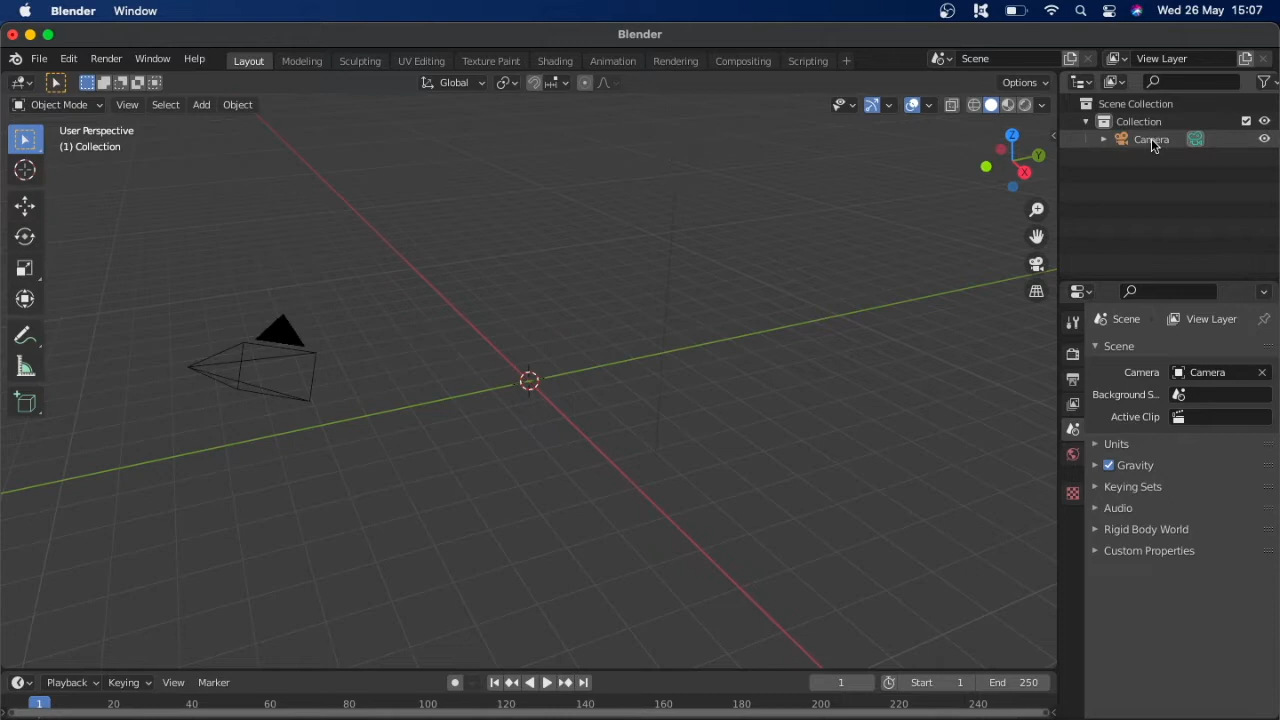 Blender Window Wed 26 May 15:07
Blender
File Edit Render Window Help Layout Modeling Sculpting UV Editing Texture Paint Shading Animation Rendering Compositing Scripting + Scene View Layer
Global Options
Object Mode View Select Add Object
User Perspective
(1) Collection
Z
Y
X
Scene Collection
Collection
Camera
Scene View Layer
Scene
Camera Camera
Background S...
Active Clip
Units
Gravity
Keying Sets
Audio
Rigid Body World
Custom Properties
Playback Keying View Marker 1 Start 1 End 250
1 20 40 60 80 100 120 140 160 180 200 220 240